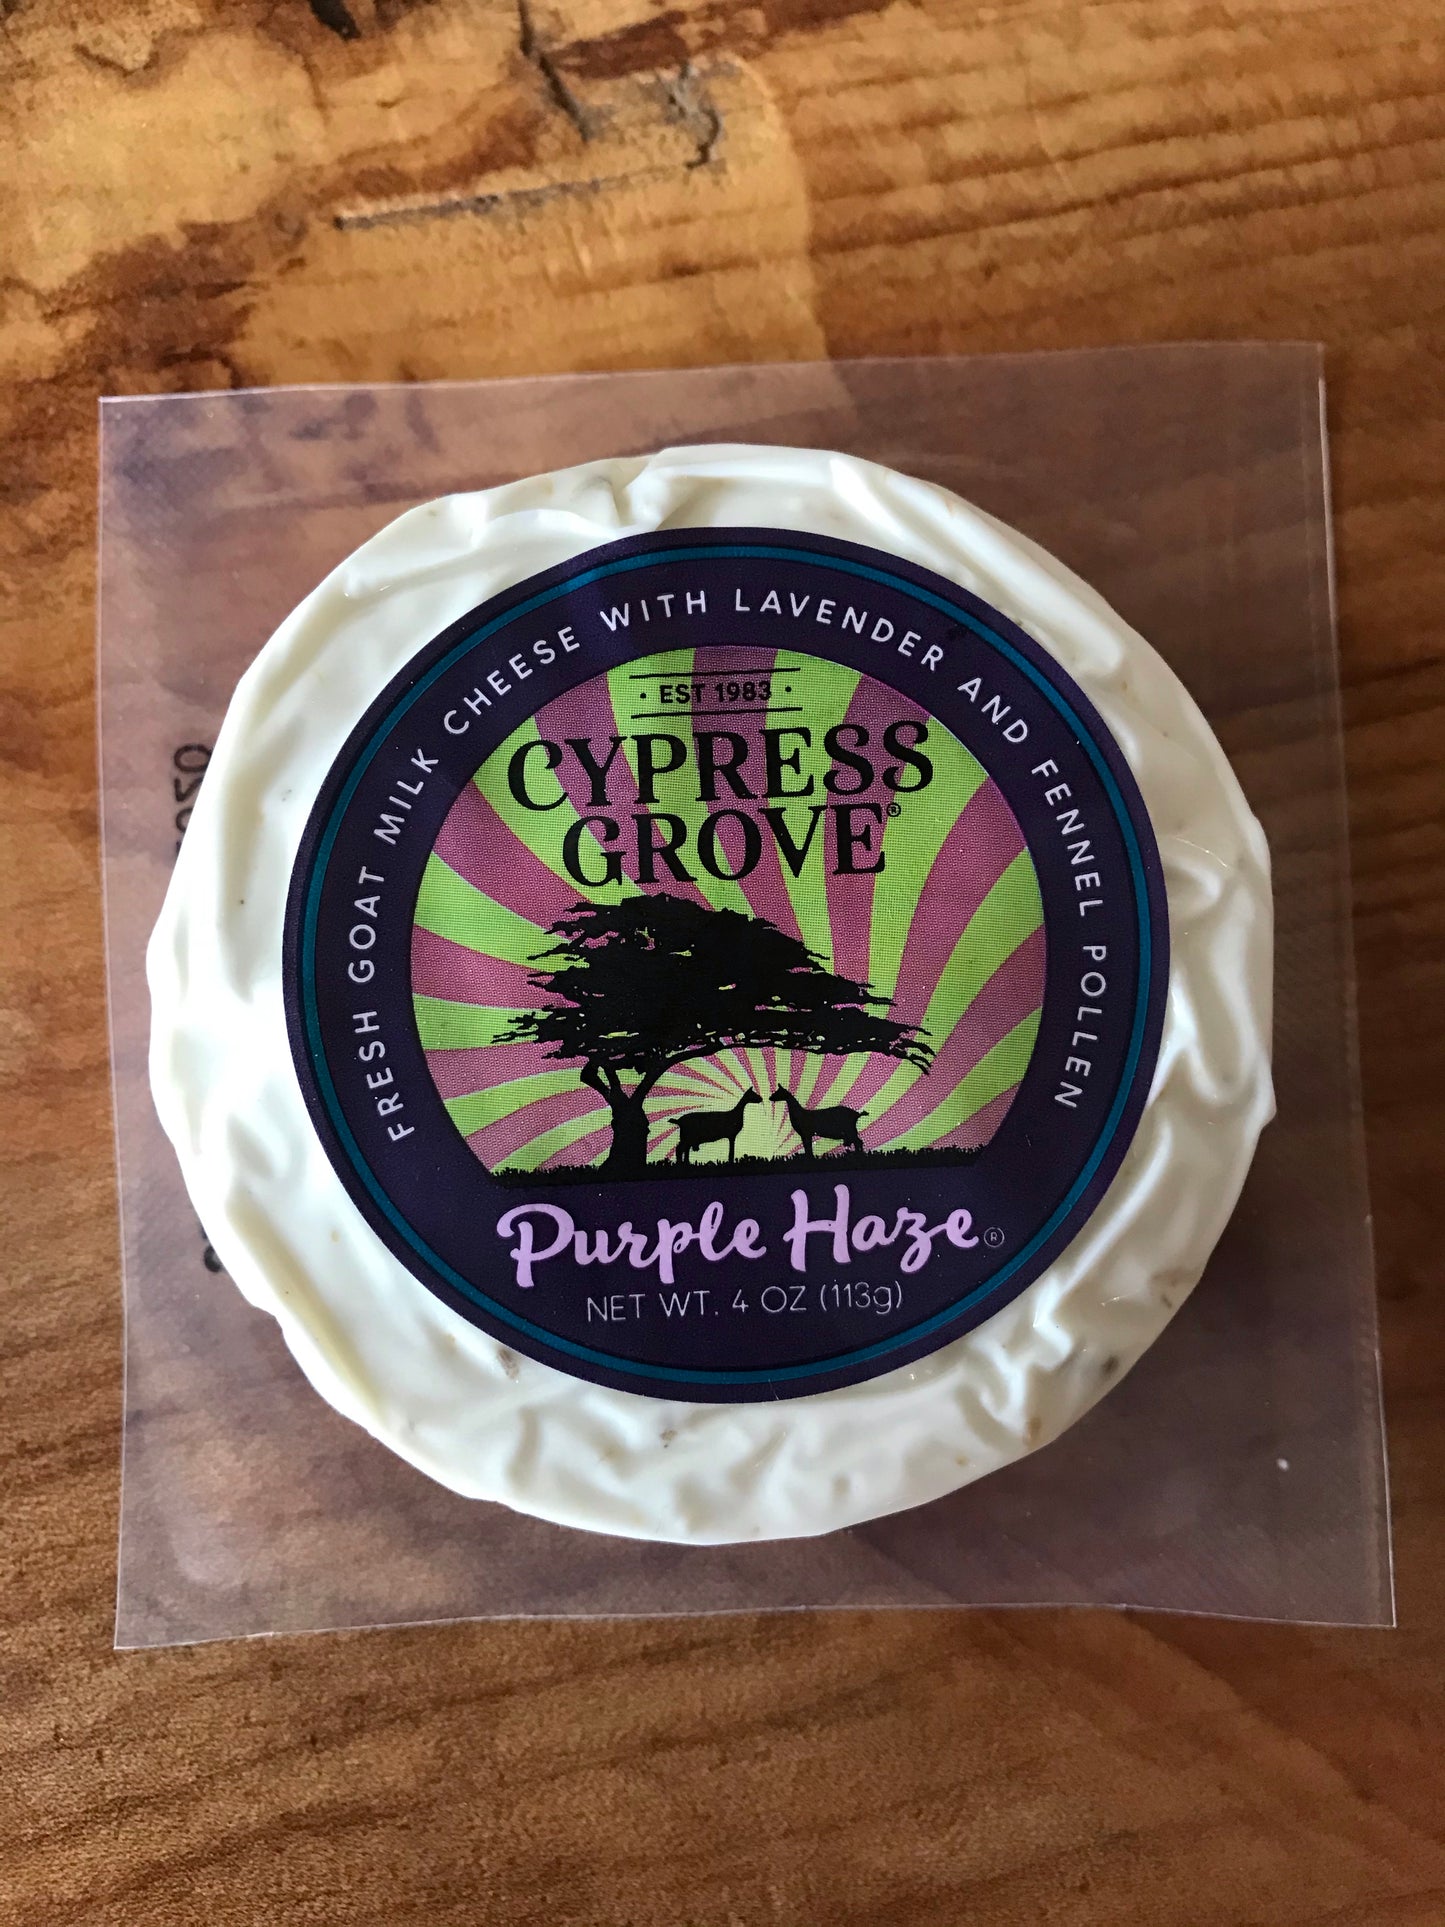 FRESH GOAT MILK CHEESE WITH LAVENDER AND FENNEL POLLEN
· EST 1983 ·
CYPRESS
GROVE®
Purple Haze®
NET WT. 4 OZ (113g)